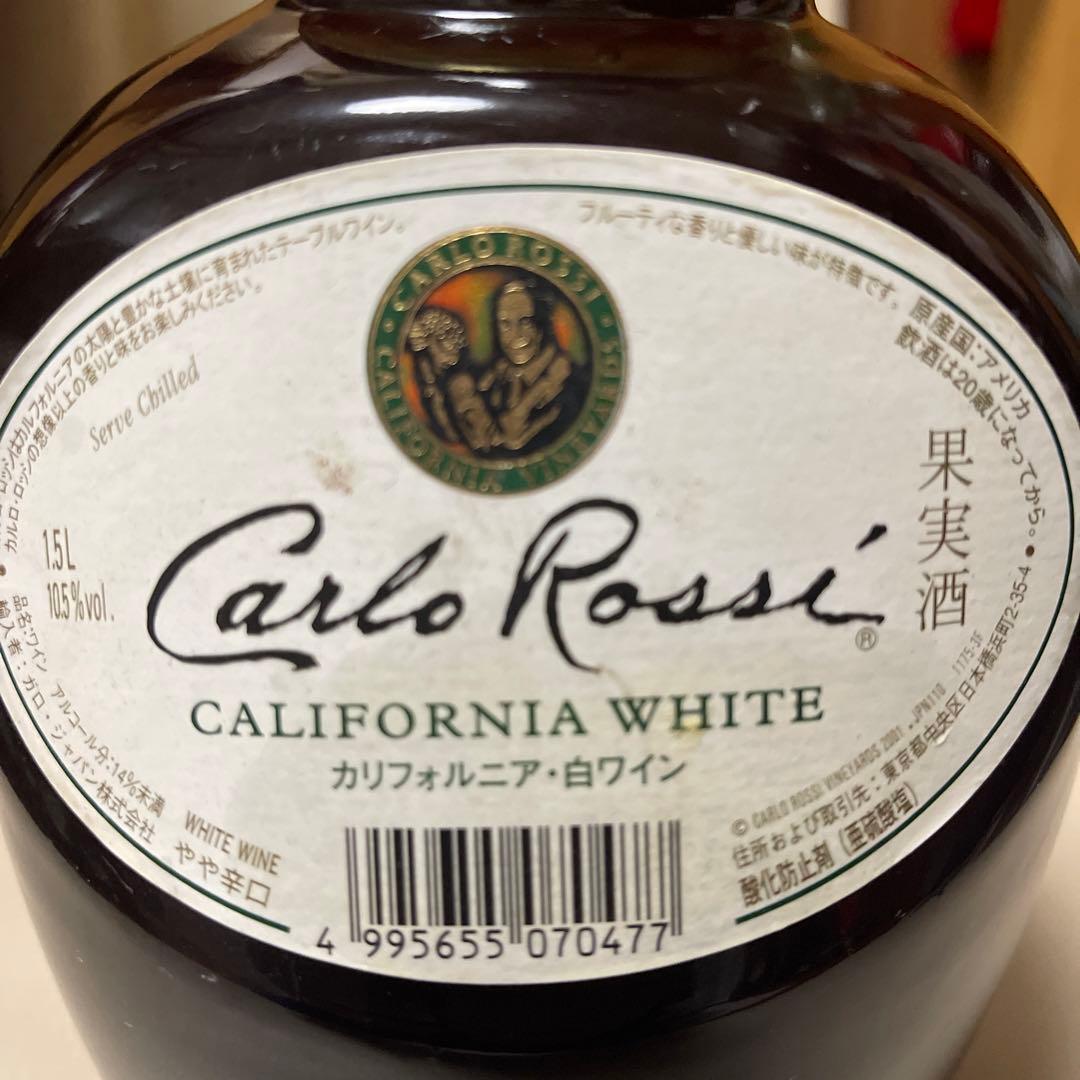 カルロ・ロッシはカルフォルニアの太陽と豊かな土壌に育まれたテーブルワイン。
カルロ・ロッシの想像以上の香りと味をお楽しみください。
フルーティな香りと優しい味が特徴です。
原産国:アメリカ
飲酒は20歳になってから。
Serve Chilled
CARLO ROSSI
CALIFORNIA VINEYARDS
果実酒
1.5L
10.5%vol.
Carlo Rossi®
CALIFORNIA WHITE
カリフォルニア・白ワイン
品名:ワイン アルコール分:14%未満
輸入者:ガロ・ジャパン株式会社
WHITE WINE
やや辛口
© CARLO ROSSI VINEYARDS 2001 • JPN110 1775-3F
住所および取引先:東京都中央区日本橋浜町2-35-4
酸化防止剤(亜硫酸塩)
4 995655 070477